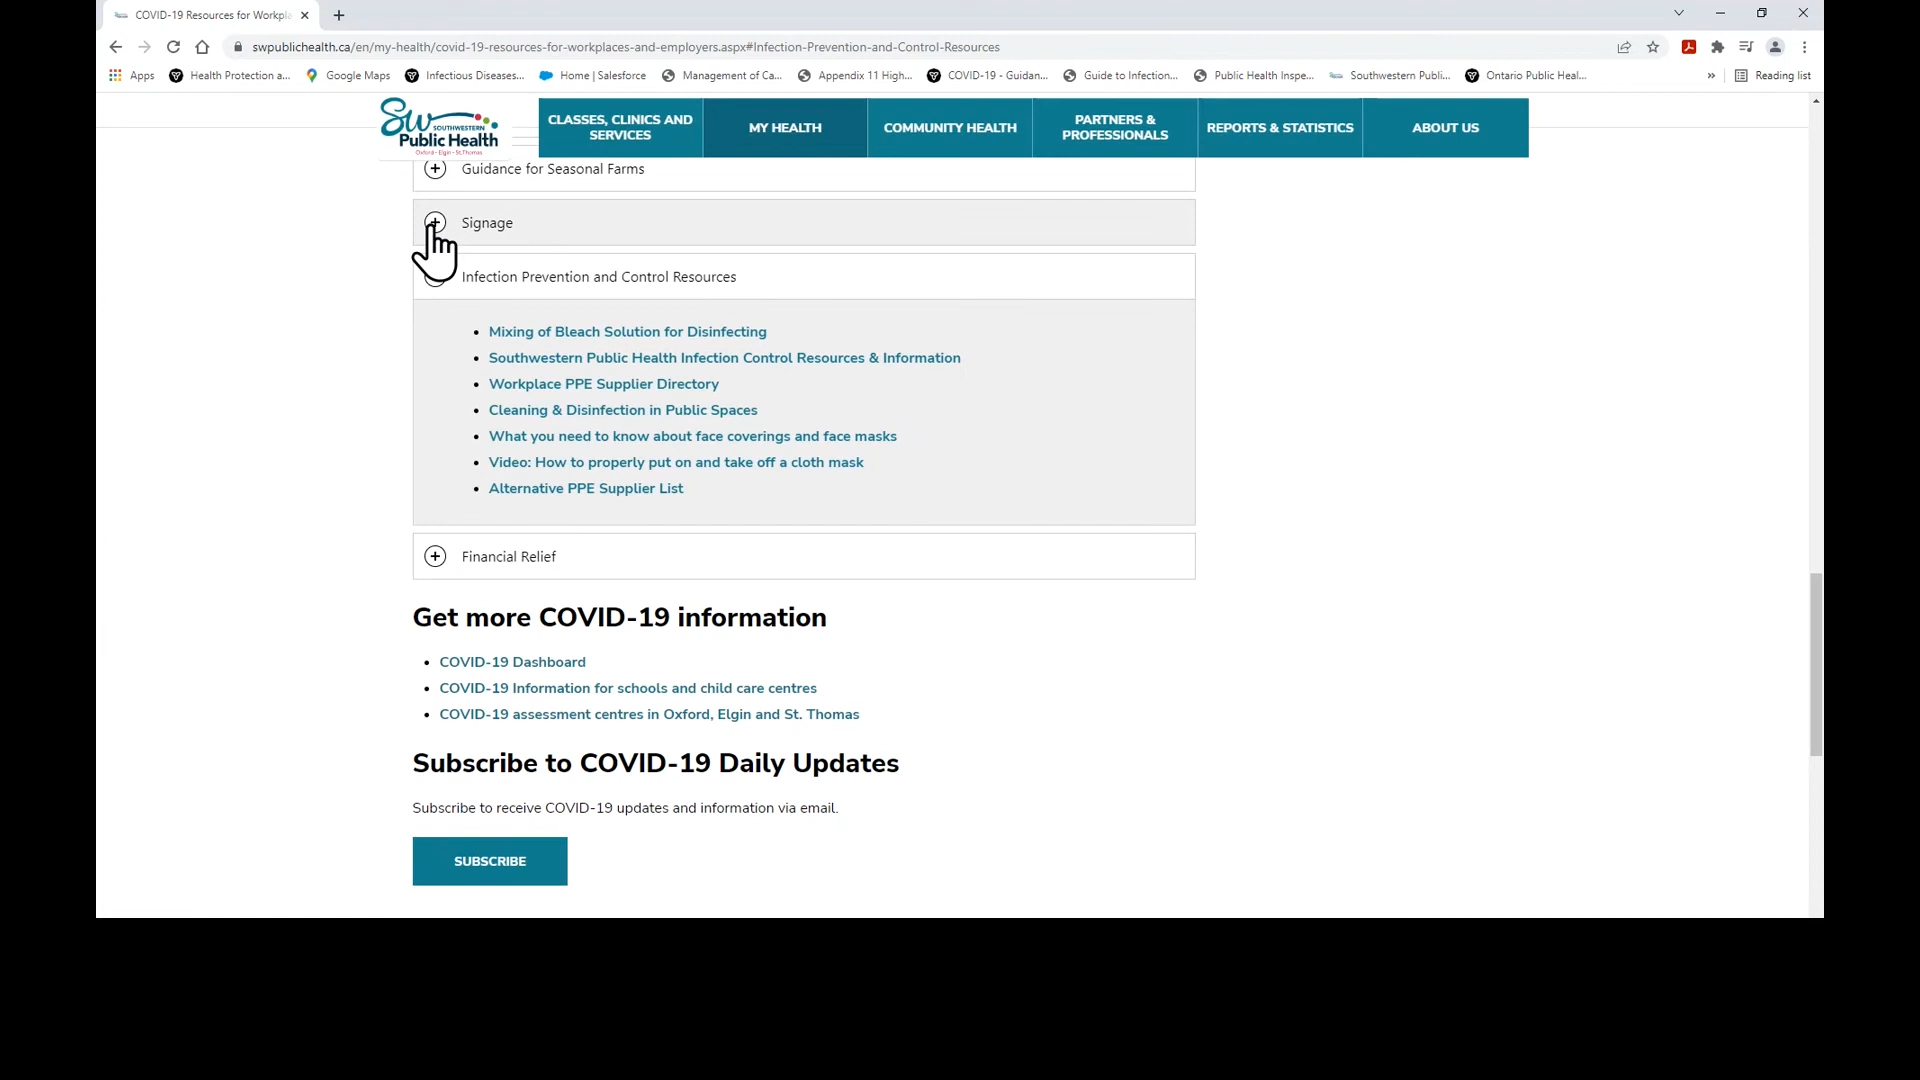 COVID-19 Resources for Workpla
swpublichealth.ca/en/my-health/covid-19-resources-for-workplaces-and-employers.aspx#Infection-Prevention-and-Control-Resources
Apps Health Protection a... Google Maps Infectious Diseases... Home | Salesforce Management of Ca... Appendix 11 High... COVID-19 - Guidan... Guide to Infection... Public Health Inspe... Southwestern Publi... Ontario Public Heal... » Reading list
Sw SOUTHWESTERN
Public Health
Oxford · Elgin · St.Thomas
CLASSES, CLINICS AND
SERVICES
MY HEALTH
COMMUNITY HEALTH
PARTNERS &
PROFESSIONALS
REPORTS & STATISTICS
ABOUT US
Guidance for Seasonal Farms
Signage
Infection Prevention and Control Resources
• Mixing of Bleach Solution for Disinfecting
• Southwestern Public Health Infection Control Resources & Information
• Workplace PPE Supplier Directory
• Cleaning & Disinfection in Public Spaces
• What you need to know about face coverings and face masks
• Video: How to properly put on and take off a cloth mask
• Alternative PPE Supplier List
Financial Relief
Get more COVID-19 information
• COVID-19 Dashboard
• COVID-19 Information for schools and child care centres
• COVID-19 assessment centres in Oxford, Elgin and St. Thomas
Subscribe to COVID-19 Daily Updates
Subscribe to receive COVID-19 updates and information via email.
SUBSCRIBE